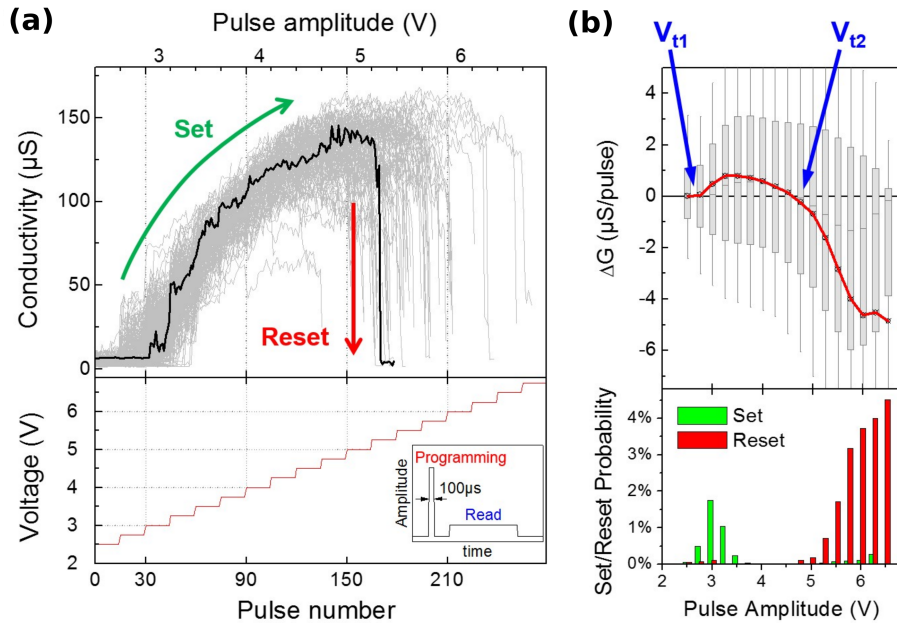 (a)
Pulse amplitude (V)
3 4 5 6
Conductivity (µS)
150
100
50
0
Set
Reset
Voltage (V)
6
5
4
3
2
Programming
Amplitude
100µs
Read
time
0 30 90 150 210
Pulse number
(b)
Vt1
Vt2
ΔG (µS/pulse)
4
2
0
-2
-4
-6
Set/Reset Probability
4%
3%
2%
1%
0%
Set
Reset
2 3 4 5 6
Pulse Amplitude (V)